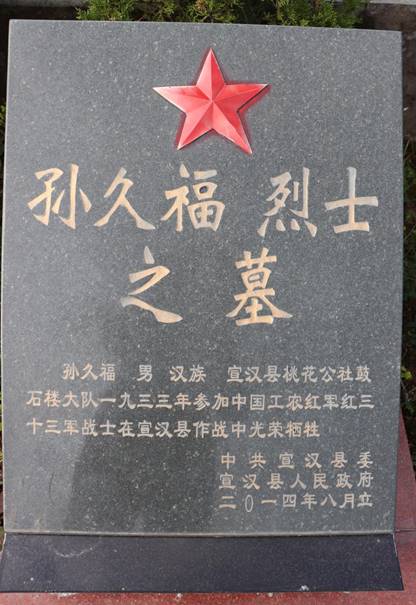 孙久福 烈士
之墓
孙久福 男 汉族 宣汉县桃花公社鼓
石楼大队一九三三年参加中国工农红军红三
十三军战士在宣汉县作战中光荣牺牲
中共宣汉县委
宣汉县人民政府
二〇一四年八月立